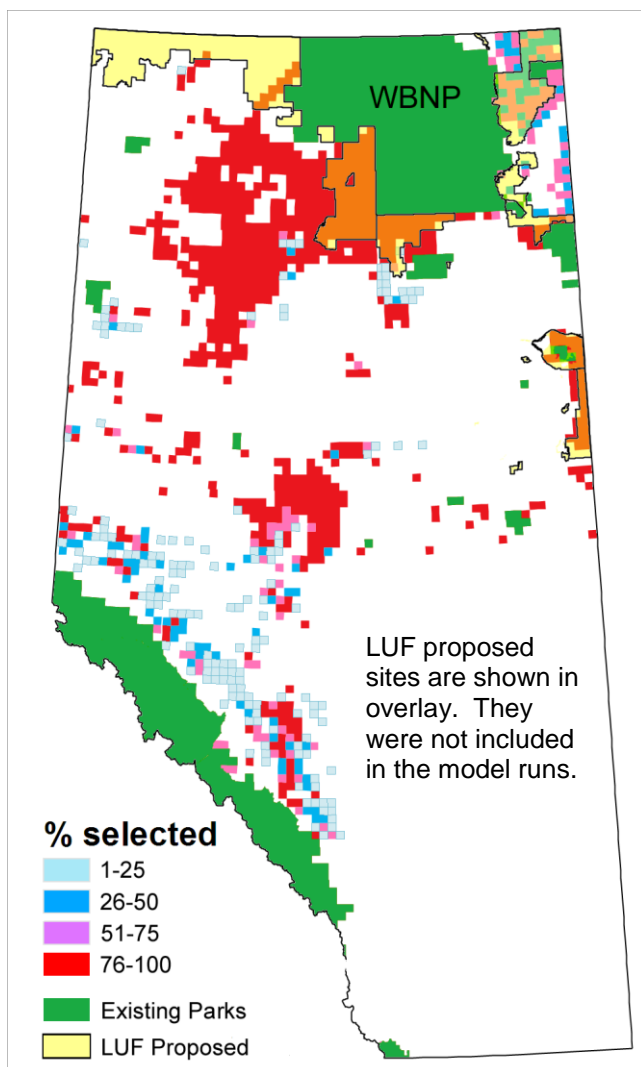 WBNP
LUF proposed
sites are shown in
overlay. They
were not included
in the model runs.
% selected
1-25
26-50
51-75
76-100
Existing Parks
LUF Proposed